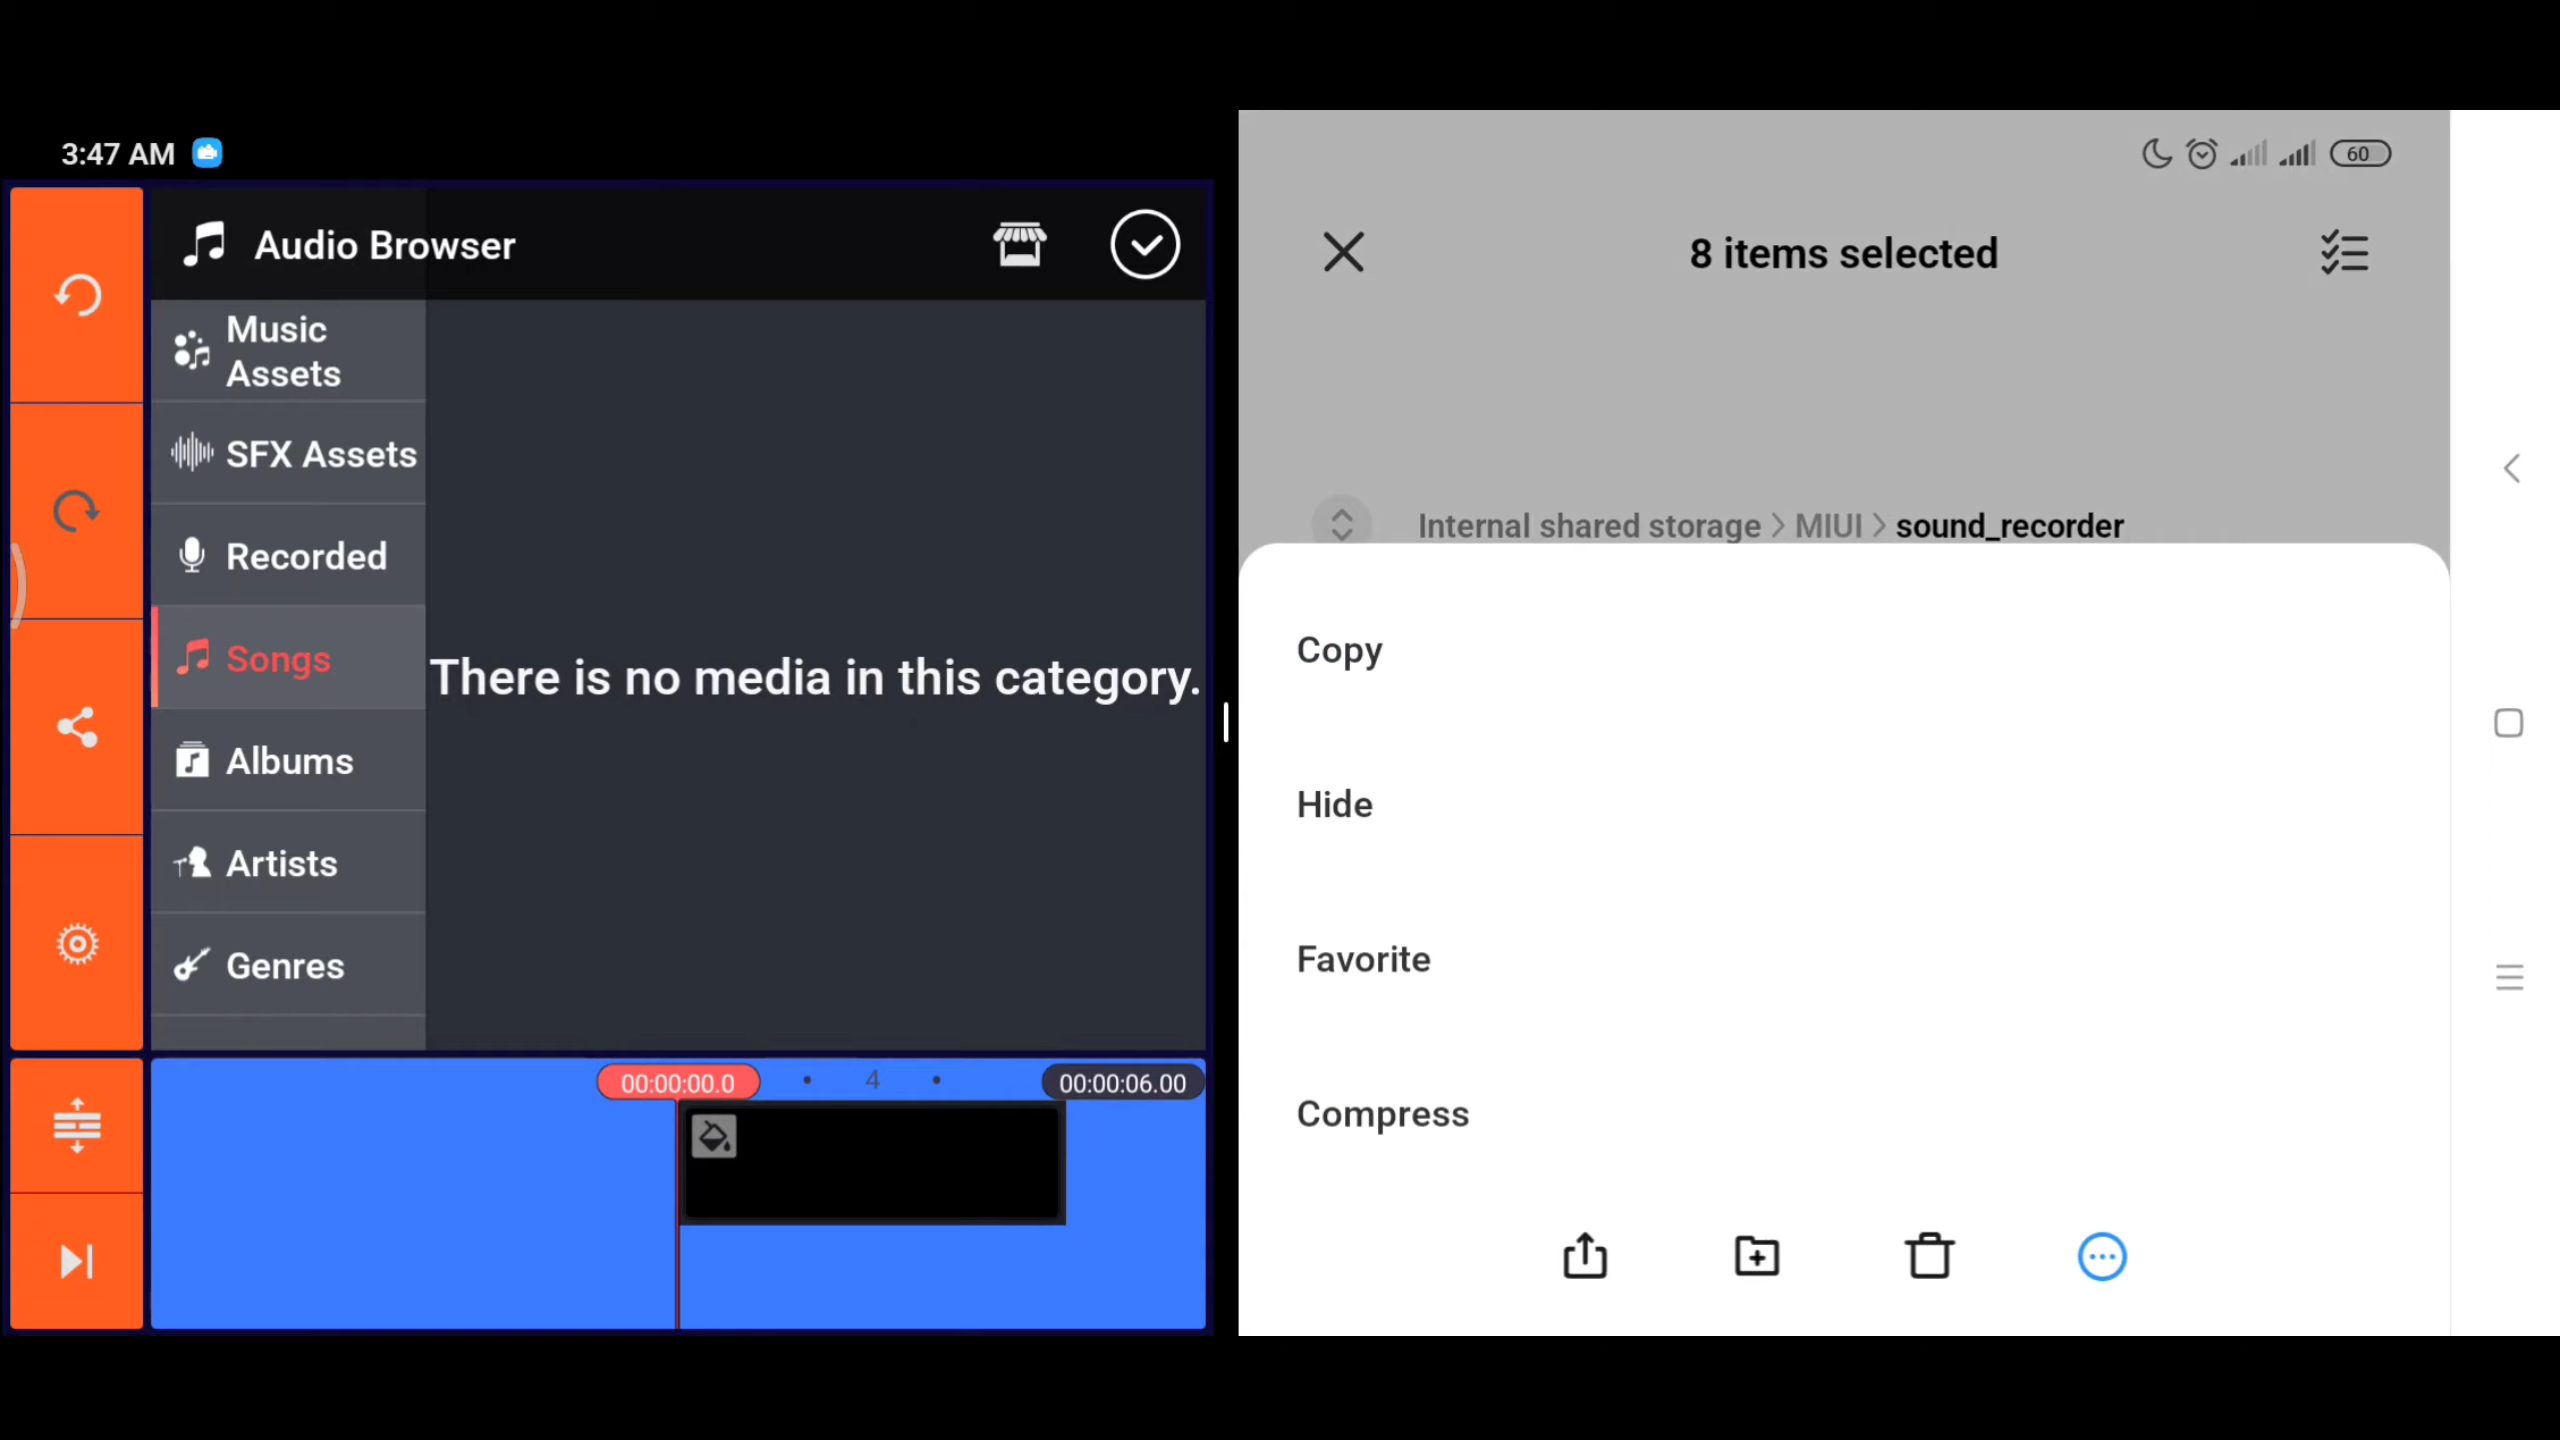 3:47 AM
Audio Browser
Music
Assets
SFX Assets
Recorded
Songs
Albums
Artists
Genres
There is no media in this category.
00:00:00.0
4
00:00:06.00
60
8 items selected
Internal shared storage > MIUI > sound_recorder
Copy
Hide
Favorite
Compress